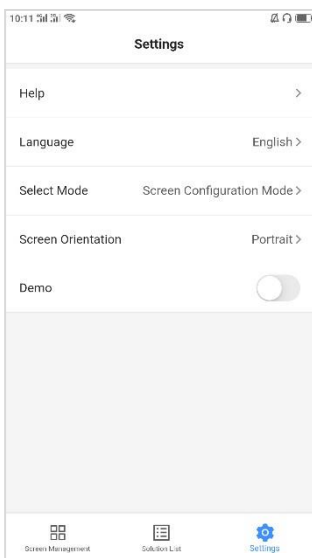 10:11
Settings
Help
Language English
Select Mode Screen Configuration Mode
Screen Orientation Portrait
Demo
Screen Management Solution List Settings